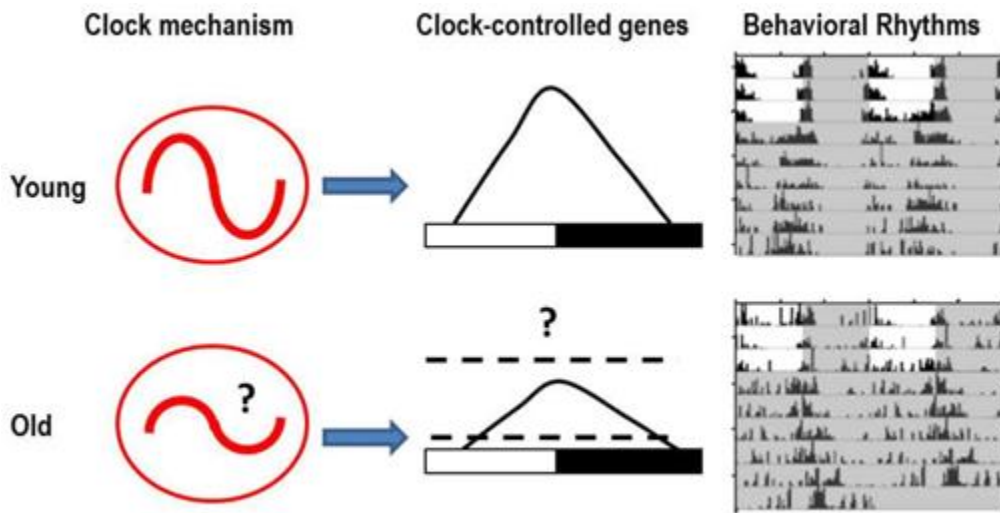 Clock mechanism
Clock-controlled genes
Behavioral Rhythms
Young
?
Old
?